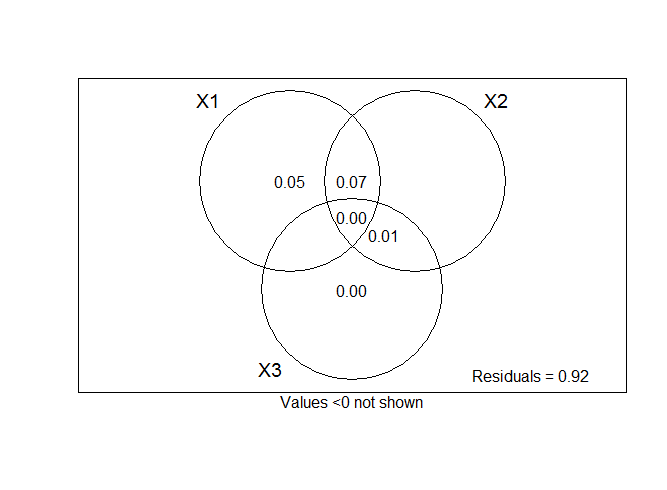 X1
X2
0.05
0.07
0.00
0.01
0.00
X3
Residuals = 0.92
Values <0 not shown